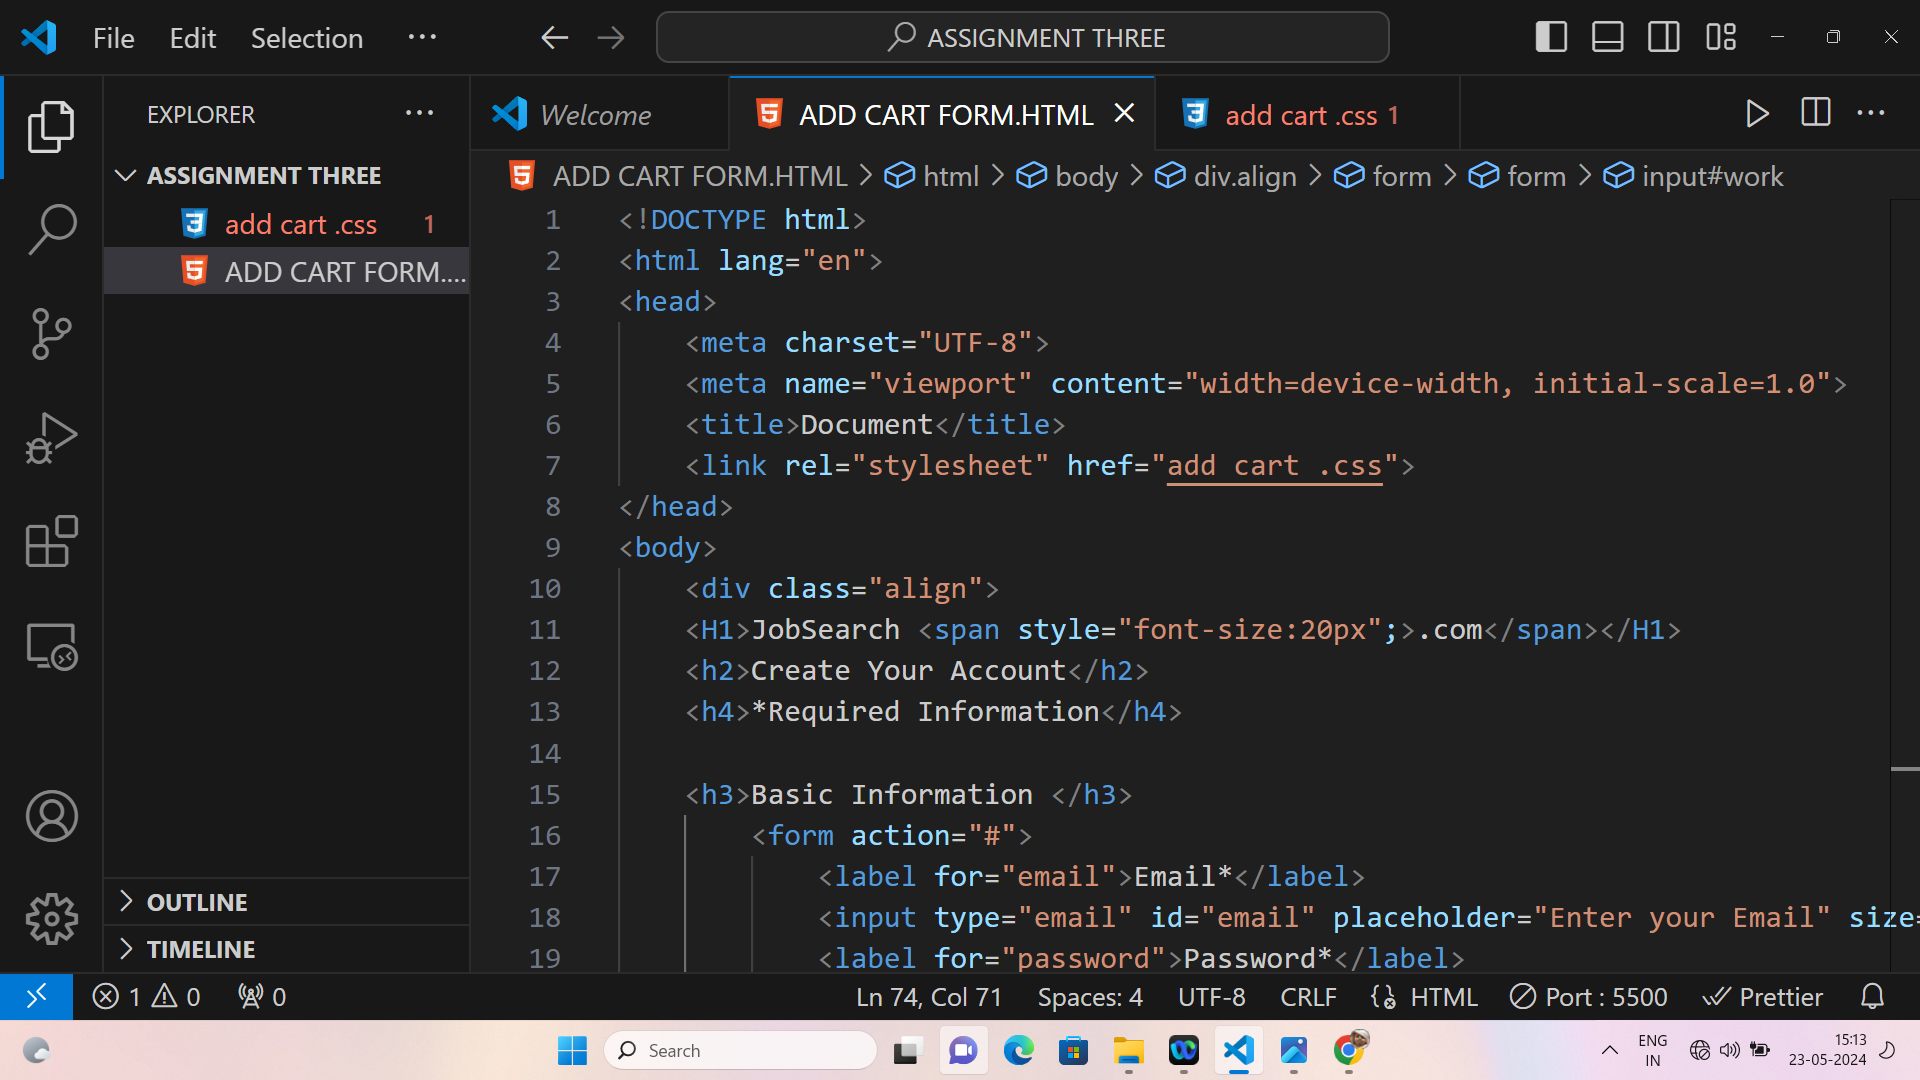 File Edit Selection ... ASSIGNMENT THREE
EXPLORER ...
ASSIGNMENT THREE
add cart .css 1
ADD CART FORM....
OUTLINE
TIMELINE
Welcome ADD CART FORM.HTML add cart .css 1
ADD CART FORM.HTML > html > body > div.align > form > form > input#work
1 <!DOCTYPE html>
2 <html lang="en">
3 <head>
4 <meta charset="UTF-8">
5 <meta name="viewport" content="width=device-width, initial-scale=1.0">
6 <title>Document</title>
7 <link rel="stylesheet" href="add cart .css">
8 </head>
9 <body>
10 <div class="align">
11 <H1>JobSearch <span style="font-size:20px";>.com</span></H1>
12 <h2>Create Your Account</h2>
13 <h4>*Required Information</h4>
14
15 <h3>Basic Information </h3>
16 <form action="#">
17 <label for="email">Email*</label>
18 <input type="email" id="email" placeholder="Enter your Email" size=
19 <label for="password">Password*</label>
1 0 0 Ln 74, Col 71 Spaces: 4 UTF-8 CRLF HTML Port : 5500 Prettier
Search
ENG
IN
15:13
23-05-2024